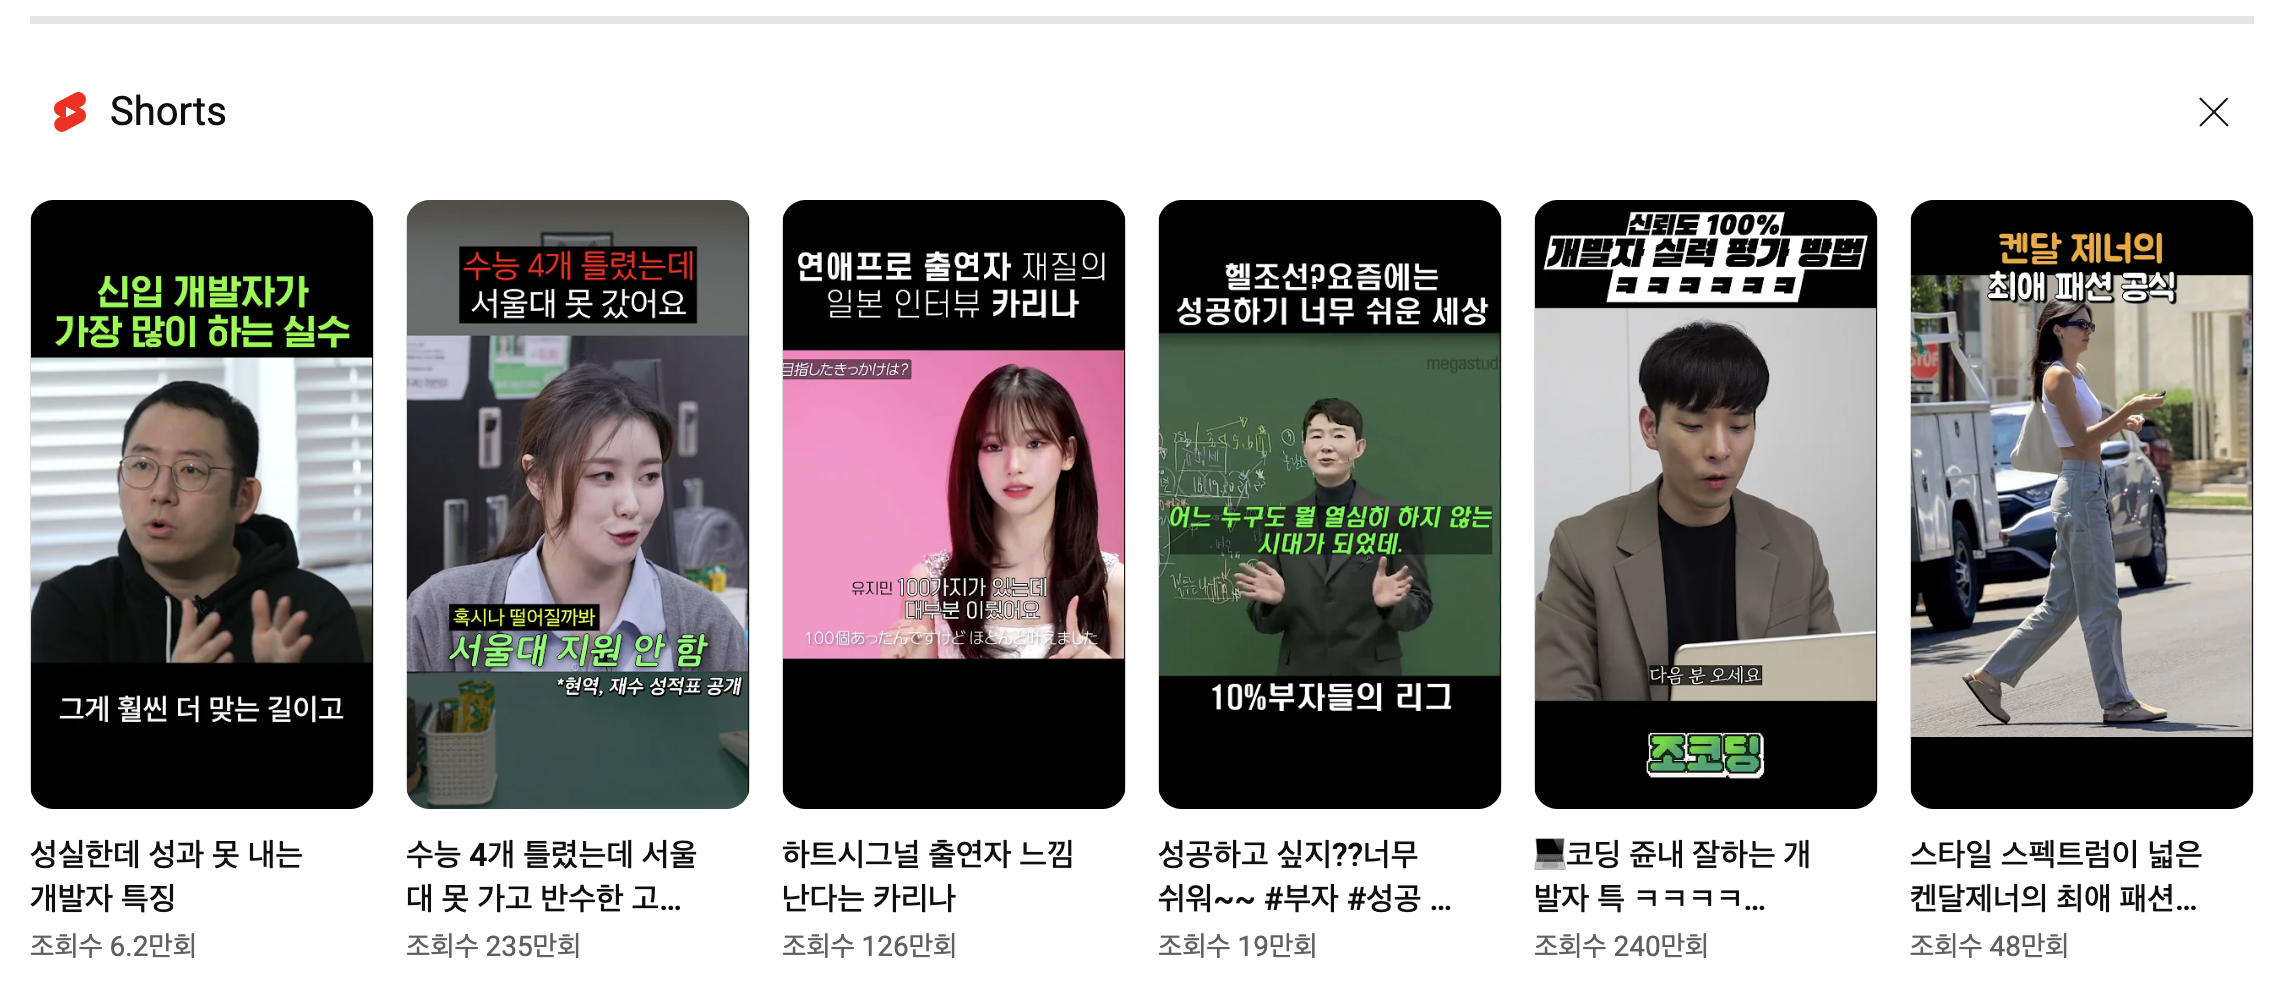 Shorts
신입 개발자가
가장 많이 하는 실수
그게 훨씬 더 맞는 길이고
성실한데 성과 못 내는
개발자 특징
조회수 6.2만회
수능 4개 틀렸는데
서울대 못 갔어요
혹시나 떨어질까봐
서울대 지원 안 함
*현역, 재수 성적표 공개
수능 4개 틀렸는데 서울
대 못 가고 반수한 고...
조회수 235만회
연애프로 출연자 재질의
일본 인터뷰 카리나
目指したきっかけは?
유지민 100가지가 있는데
대부분 이뤘어요
100個あったんですけど ほとんど叶えました
하트시그널 출연자 느낌
난다는 카리나
조회수 126만회
헬조선?요즘에는
성공하기 너무 쉬운 세상
megastud
어느 누구도 뭘 열심히 하지 않는
시대가 되었데.
10%부자들의 리그
성공하고 싶지??너무
쉬워~~ #부자 #성공 ...
조회수 19만회
신뢰도 100%
개발자 실력 평가 방법
ㅋㅋㅋㅋㅋㅋ
다음 분 오세요
조코딩
💻코딩 쥰내 잘하는 개
발자 특 ㅋㅋㅋㅋ...
조회수 240만회
켄달 제너의
최애 패션 공식
STOP
스타일 스펙트럼이 넓은
켄달제너의 최애 패션...
조회수 48만회